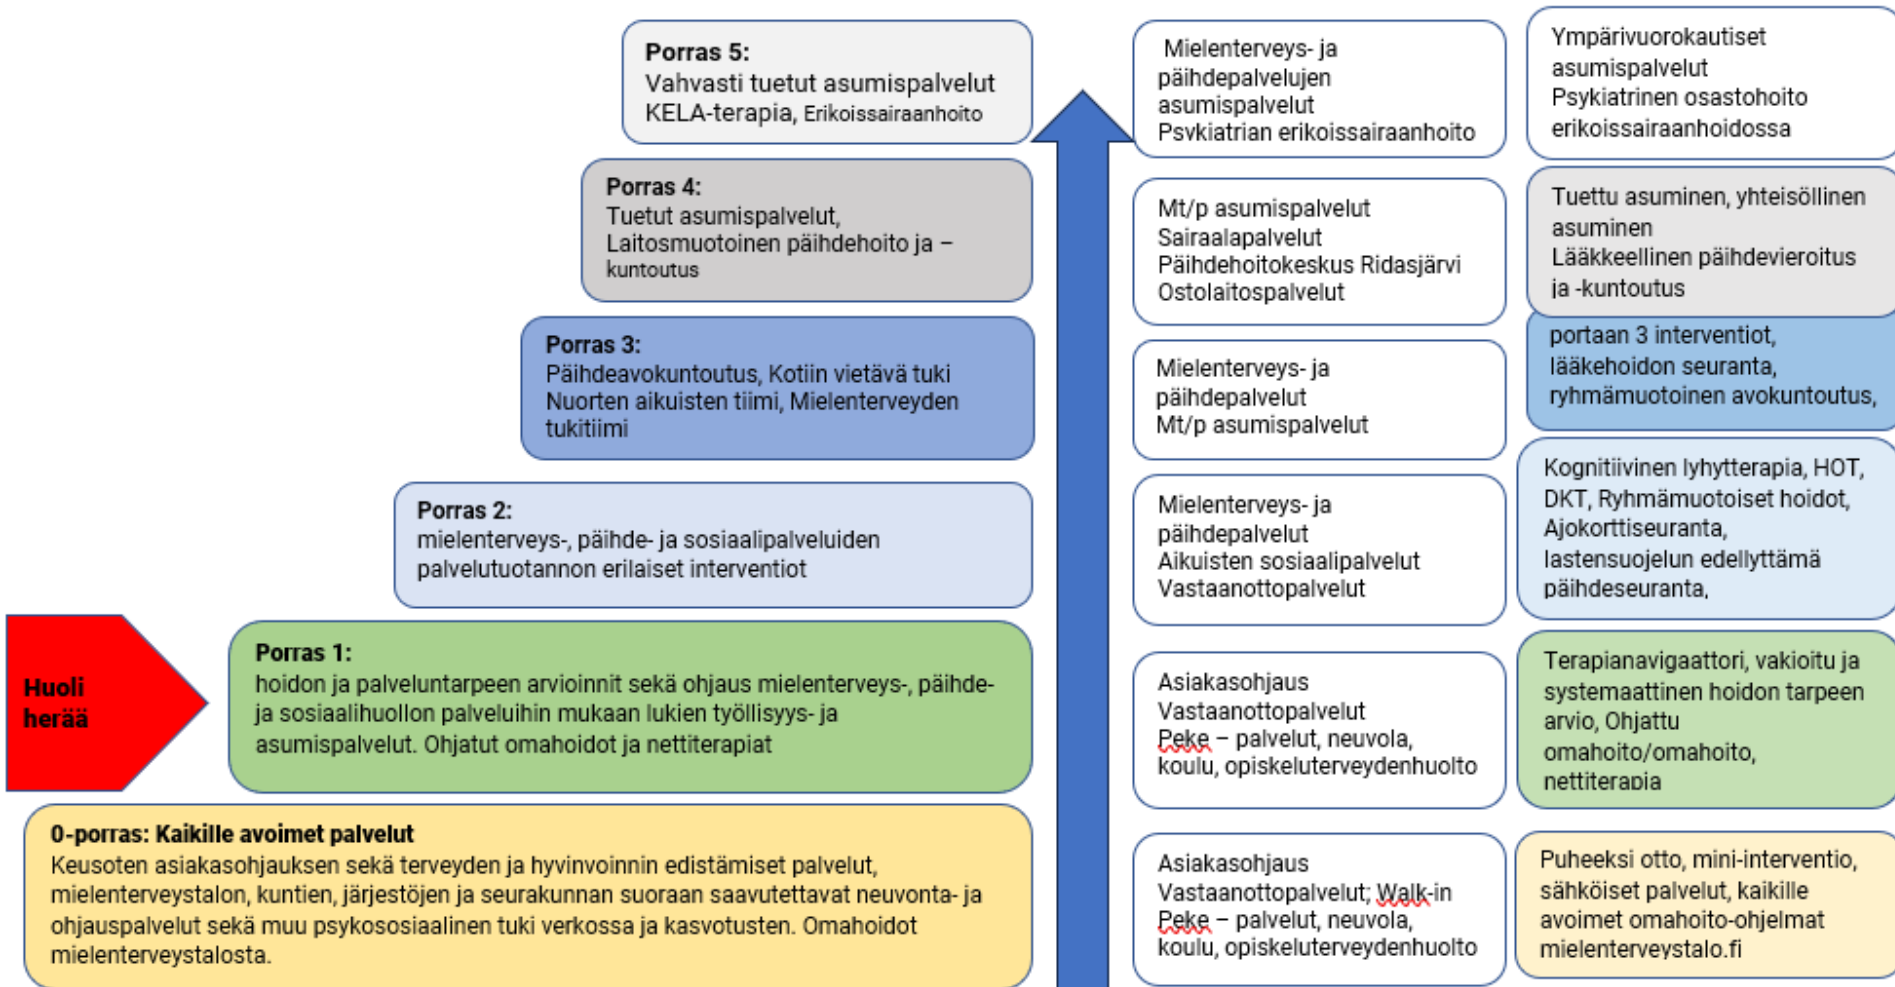 Porras 5:
Vahvasti tuetut asumispalvelut
KELA-terapia, Erikoissairaanhoito
Mielenterveys- ja
päihdepalvelujen
asumispalvelut
Psykiatrian erikoissairaanhoito
Ympärivuorokautiset
asumispalvelut
Psykiatrinen osastohoito
erikoissairaanhoidossa
Porras 4:
Tuetut asumispalvelut,
Laitosmuotoinen päihdehoito ja –
kuntoutus
Mt/p asumispalvelut
Sairaalapalvelut
Päihdehoitokeskus Ridasjärvi
Ostolaitospalvelut
Tuettu asuminen, yhteisöllinen
asuminen
Lääkkeellinen päihdevieroitus
ja -kuntoutus
Porras 3:
Päihdeavokuntoutus, Kotiin vietävä tuki
Nuorten aikuisten tiimi, Mielenterveyden
tukitiimi
Mielenterveys- ja
päihdepalvelut
Mt/p asumispalvelut
portaan 3 interventiot,
lääkehoidon seuranta,
ryhmämuotoinen avokuntoutus,
Porras 2:
mielenterveys-, päihde- ja sosiaalipalveluiden
palvelutuotannon erilaiset interventiot
Mielenterveys- ja
päihdepalvelut
Aikuisten sosiaalipalvelut
Vastaanottopalvelut
Kognitiivinen lyhytterapia, HOT,
DKT, Ryhmämuotoiset hoidot,
Ajokorttiseuranta,
lastensuojelun edellyttämä
päihdeseuranta,
Huoli
herää
Porras 1:
hoidon ja palveluntarpeen arvioinnit sekä ohjaus mielenterveys-, päihde-
ja sosiaalihuollon palveluihin mukaan lukien työllisyys- ja
asumispalvelut. Ohjatut omahoidot ja nettiterapiat
Asiakasohjaus
Vastaanottopalvelut
Peke – palvelut, neuvola,
koulu, opiskeluterveydenhuolto
Terapianavigaattori, vakioitu ja
systemaattinen hoidon tarpeen
arvio, Ohjattu
omahoito/omahoito,
nettiterapia
0-porras: Kaikille avoimet palvelut
Keusoten asiakasohjauksen sekä terveyden ja hyvinvoinnin edistämiset palvelut,
mielenterveystalon, kuntien, järjestöjen ja seurakunnan suoraan saavutettavat neuvonta- ja
ohjauspalvelut sekä muu psykososiaalinen tuki verkossa ja kasvotusten. Omahoidot
mielenterveystalosta.
Asiakasohjaus
Vastaanottopalvelut; Walk-in
Peke – palvelut, neuvola,
koulu, opiskeluterveydenhuolto
Puheeksi otto, mini-interventio,
sähköiset palvelut, kaikille
avoimet omahoito-ohjelmat
mielenterveystalo.fi